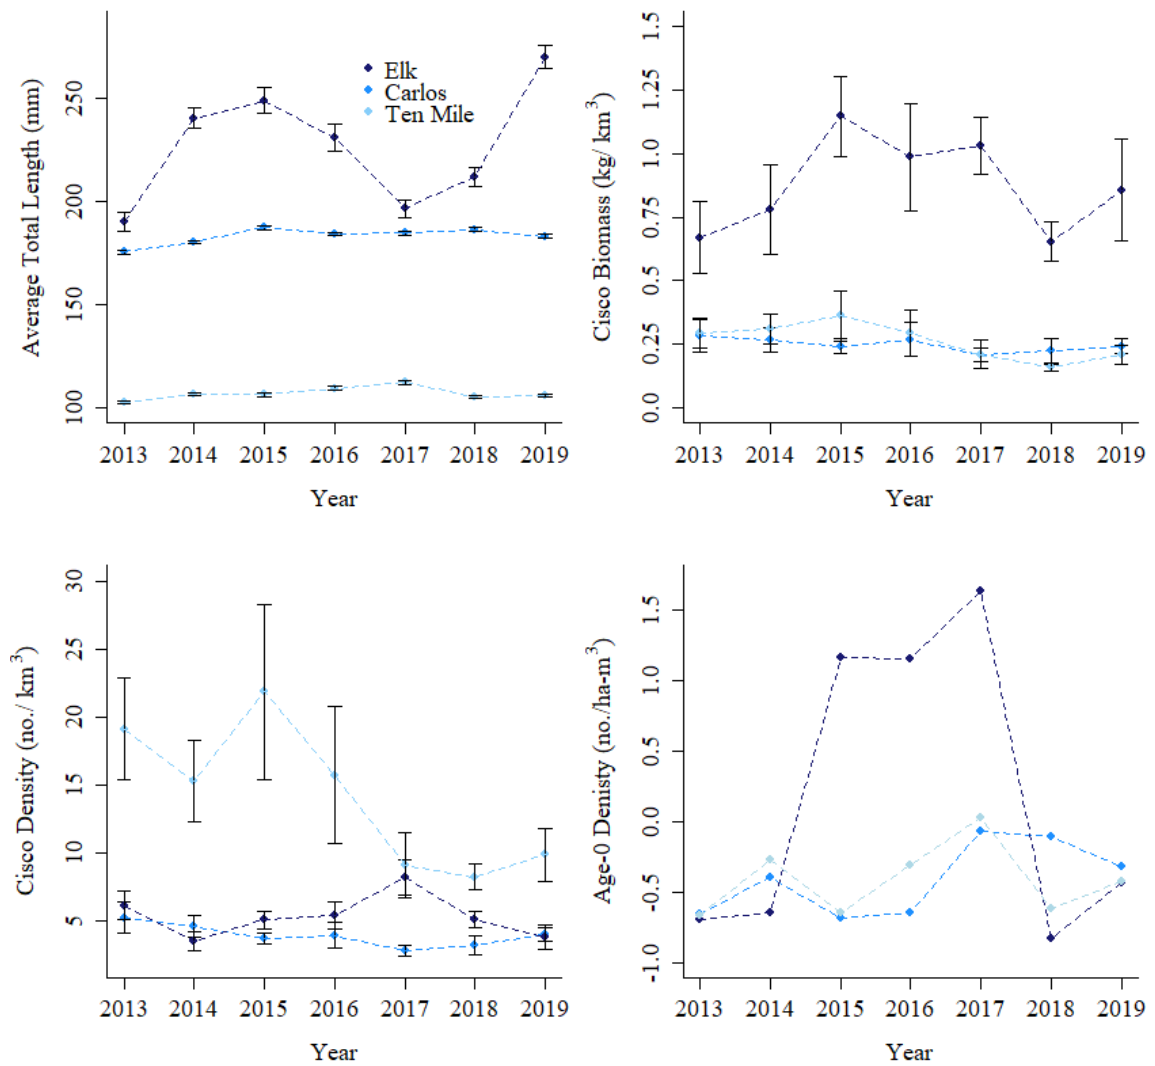 Average Total Length (mm)
250
200
150
100
Elk
Carlos
Ten Mile
2013 2014 2015 2016 2017 2018 2019
Year
Cisco Biomass (kg/ km³)
1.5
1.25
1.0
0.75
0.5
0.25
0.0
2013 2014 2015 2016 2017 2018 2019
Year
Cisco Density (no./ km³)
30
25
20
15
10
5
2013 2014 2015 2016 2017 2018 2019
Year
Age-0 Denisty (no./ha-m³)
1.5
1.0
0.5
0.0
-0.5
-1.0
2013 2014 2015 2016 2017 2018 2019
Year